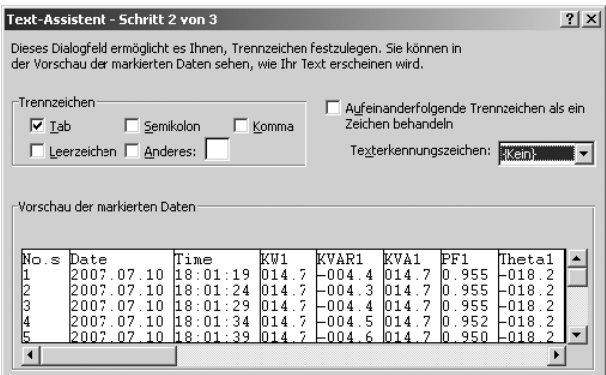 Text-Assistent - Schritt 2 von 3
Dieses Dialogfeld ermöglicht es Ihnen, Trennzeichen festzulegen. Sie können in
der Vorschau der markierten Daten sehen, wie Ihr Text erscheinen wird.
Trennzeichen
Tab Semikolon Komma
Leerzeichen Anderes:
Aufeinanderfolgende Trennzeichen als ein
Zeichen behandeln
Texterkennungszeichen: {Kein}
Vorschau der markierten Daten
No.s Date Time KW1 KVAR1 KVA1 PF1 Theta1
1 2007.07.10 18:01:19 014.7 -004.4 014.7 0.955 -018.2
2 2007.07.10 18:01:24 014.7 -004.3 014.7 0.955 -018.2
3 2007.07.10 18:01:29 014.7 -004.4 014.7 0.955 -018.2
4 2007.07.10 18:01:34 014.7 -004.5 014.7 0.952 -018.2
5 2007.07.10 18:01:39 014.7 -004.6 014.7 0.950 -018.2